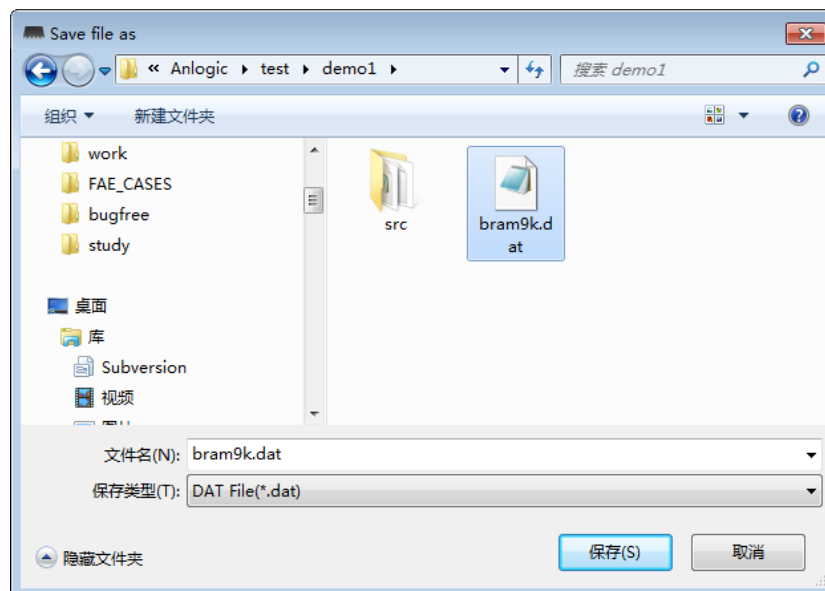 Save file as
« Anlogic ▸ test ▸ demo1 ▸
搜索 demo1
组织 ▼ 新建文件夹
work
FAE_CASES
bugfree
study
桌面
库
Subversion
视频
src
bram9k.d
at
文件名(N): bram9k.dat
保存类型(T): DAT File(*.dat)
隐藏文件夹
保存(S)
取消